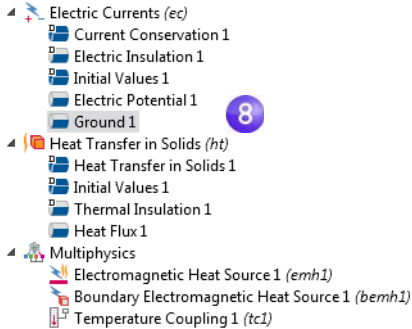 Electric Currents (ec)
Current Conservation 1
Electric Insulation 1
Initial Values 1
Electric Potential 1
Ground 1
8
Heat Transfer in Solids (ht)
Heat Transfer in Solids 1
Initial Values 1
Thermal Insulation 1
Heat Flux 1
Multiphysics
Electromagnetic Heat Source 1 (emh1)
Boundary Electromagnetic Heat Source 1 (bemh1)
Temperature Coupling 1 (tc1)